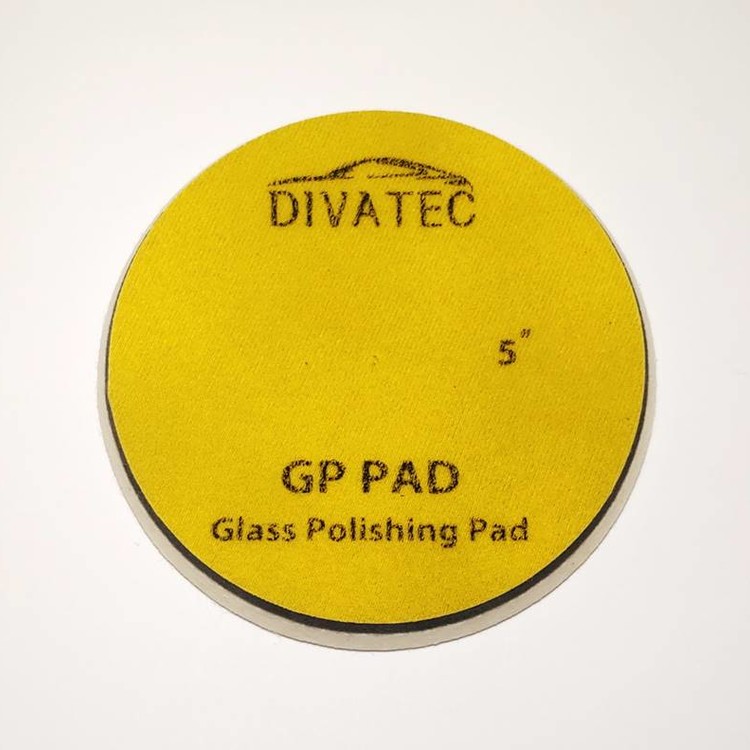 DIVATEC
5"
GP PAD
Glass Polishing Pad